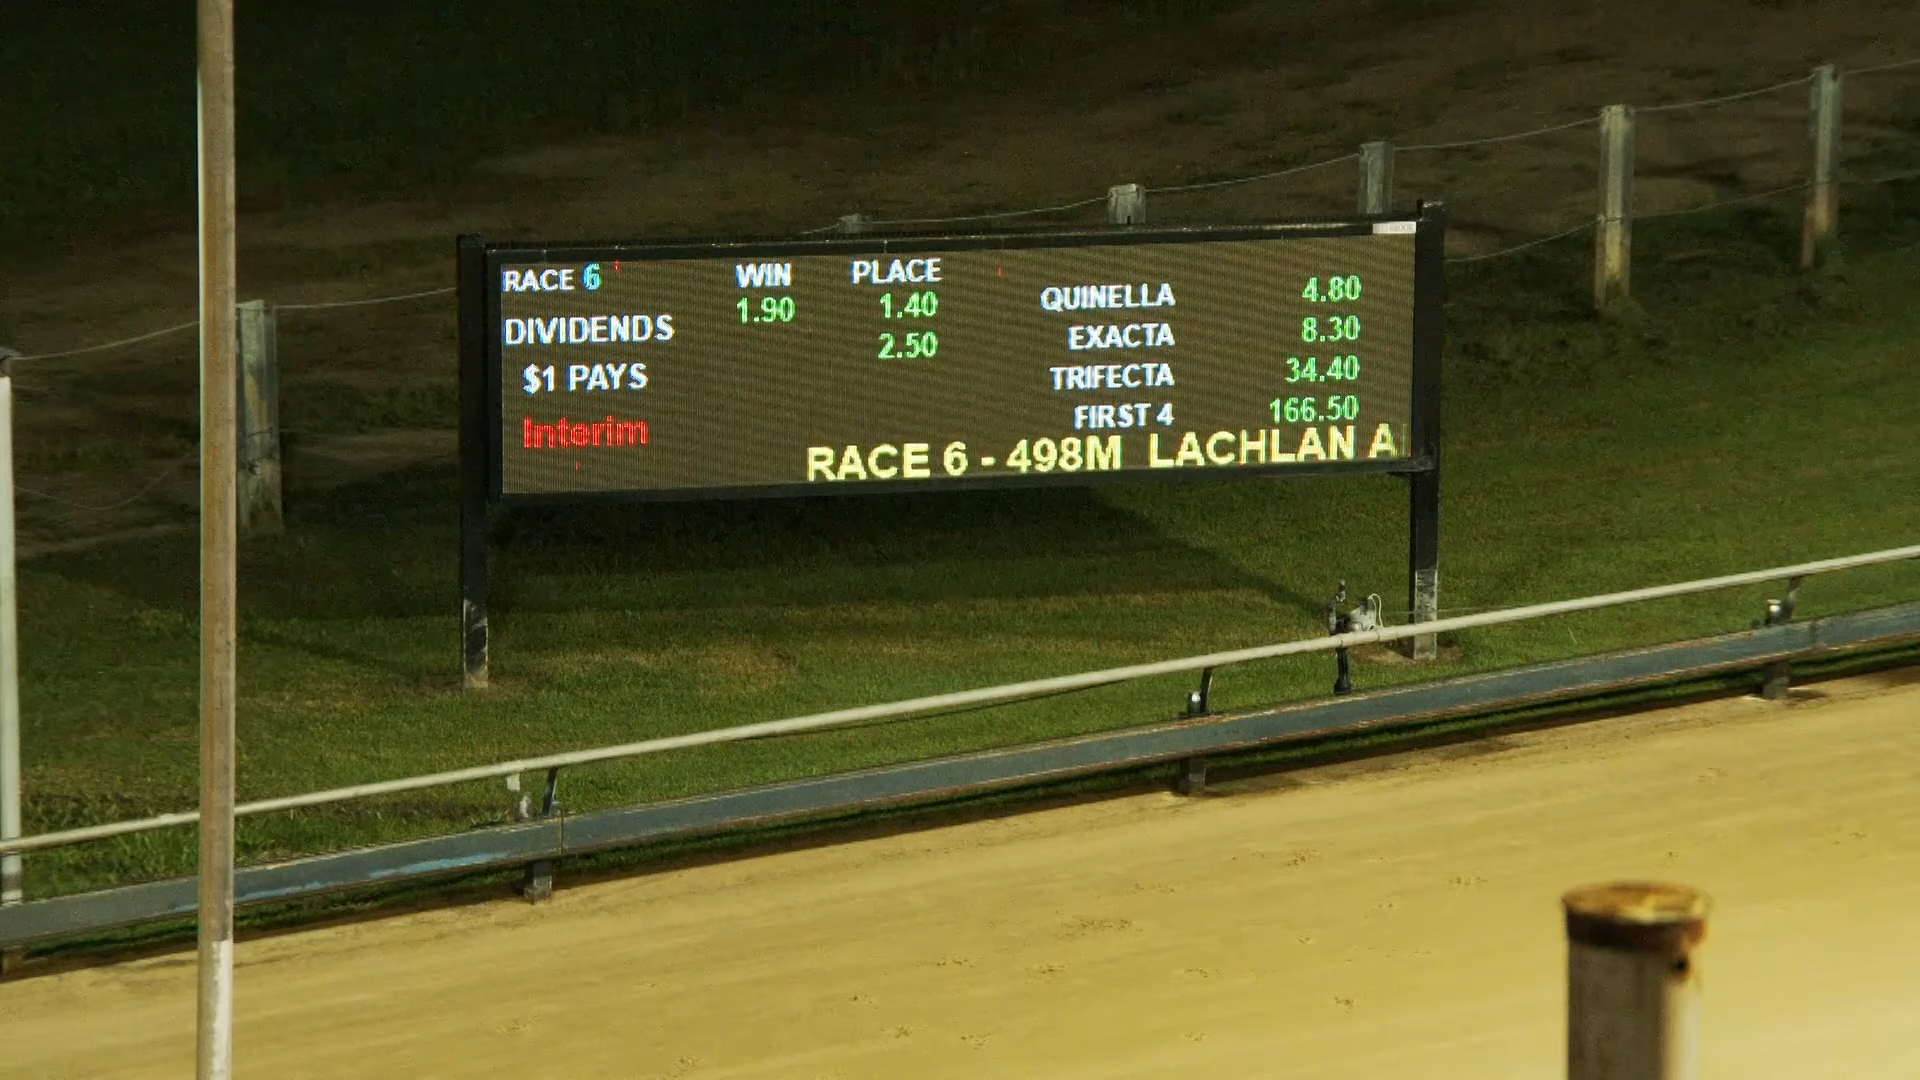 RACE 6 WIN PLACE
DIVIDENDS 1.90 1.40
2.50
$1 PAYS
Interim
QUINELLA 4.80
EXACTA 8.30
TRIFECTA 34.40
FIRST 4 166.50
RACE 6 - 498M LACHLAN A